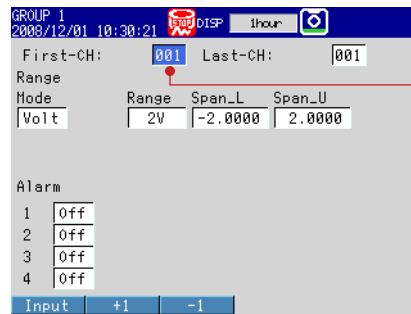 GROUP 1
2008/12/01 10:30:21 STOP DISP 1hour
First-CH: 001 Last-CH: 001
Range
Mode Range Span_L Span_U
Volt 2V -2.0000 2.0000
Alarm
1 Off
2 Off
3 Off
4 Off
Input +1 -1